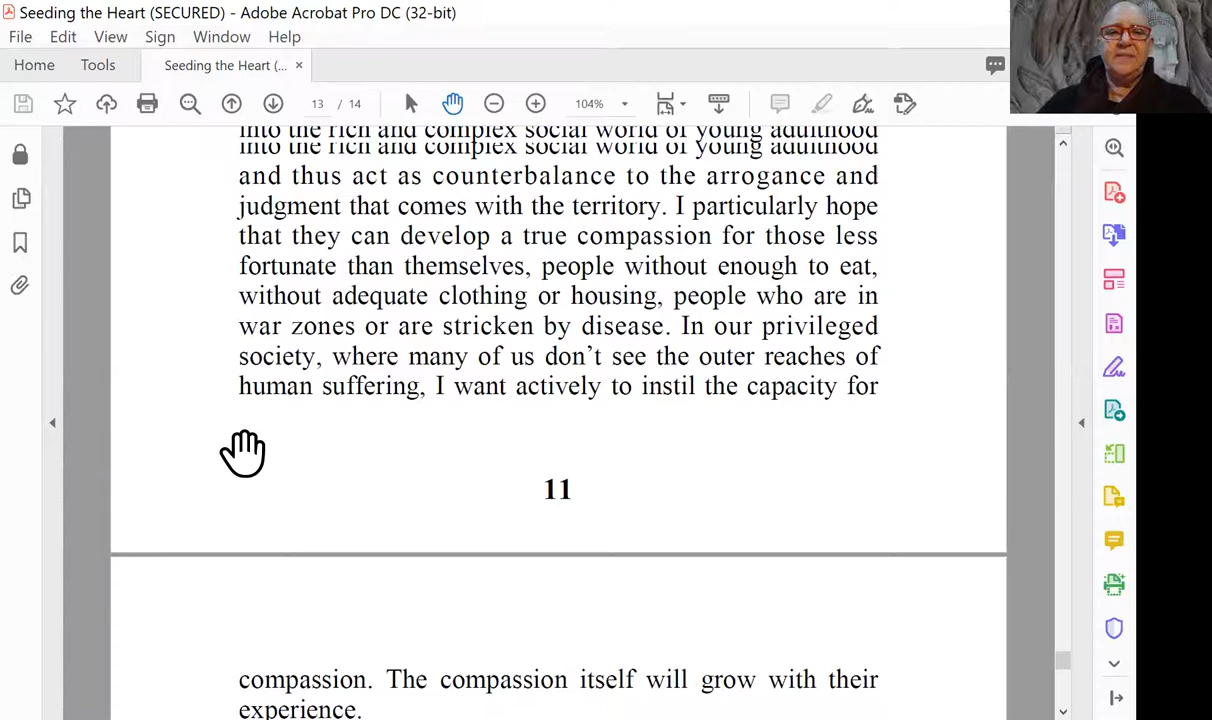 Seeding the Heart (SECURED) - Adobe Acrobat Pro DC (32-bit)
File Edit View Sign Window Help
Home Tools Seeding the Heart (... ×
13 / 14 104%
into the rich and complex social world of young adulthood
into the rich and complex social world of young adulthood
and thus act as counterbalance to the arrogance and
judgment that comes with the territory. I particularly hope
that they can develop a true compassion for those less
fortunate than themselves, people without enough to eat,
without adequate clothing or housing, people who are in
war zones or are stricken by disease. In our privileged
society, where many of us don’t see the outer reaches of
human suffering, I want actively to instil the capacity for
11
compassion. The compassion itself will grow with their
experience.